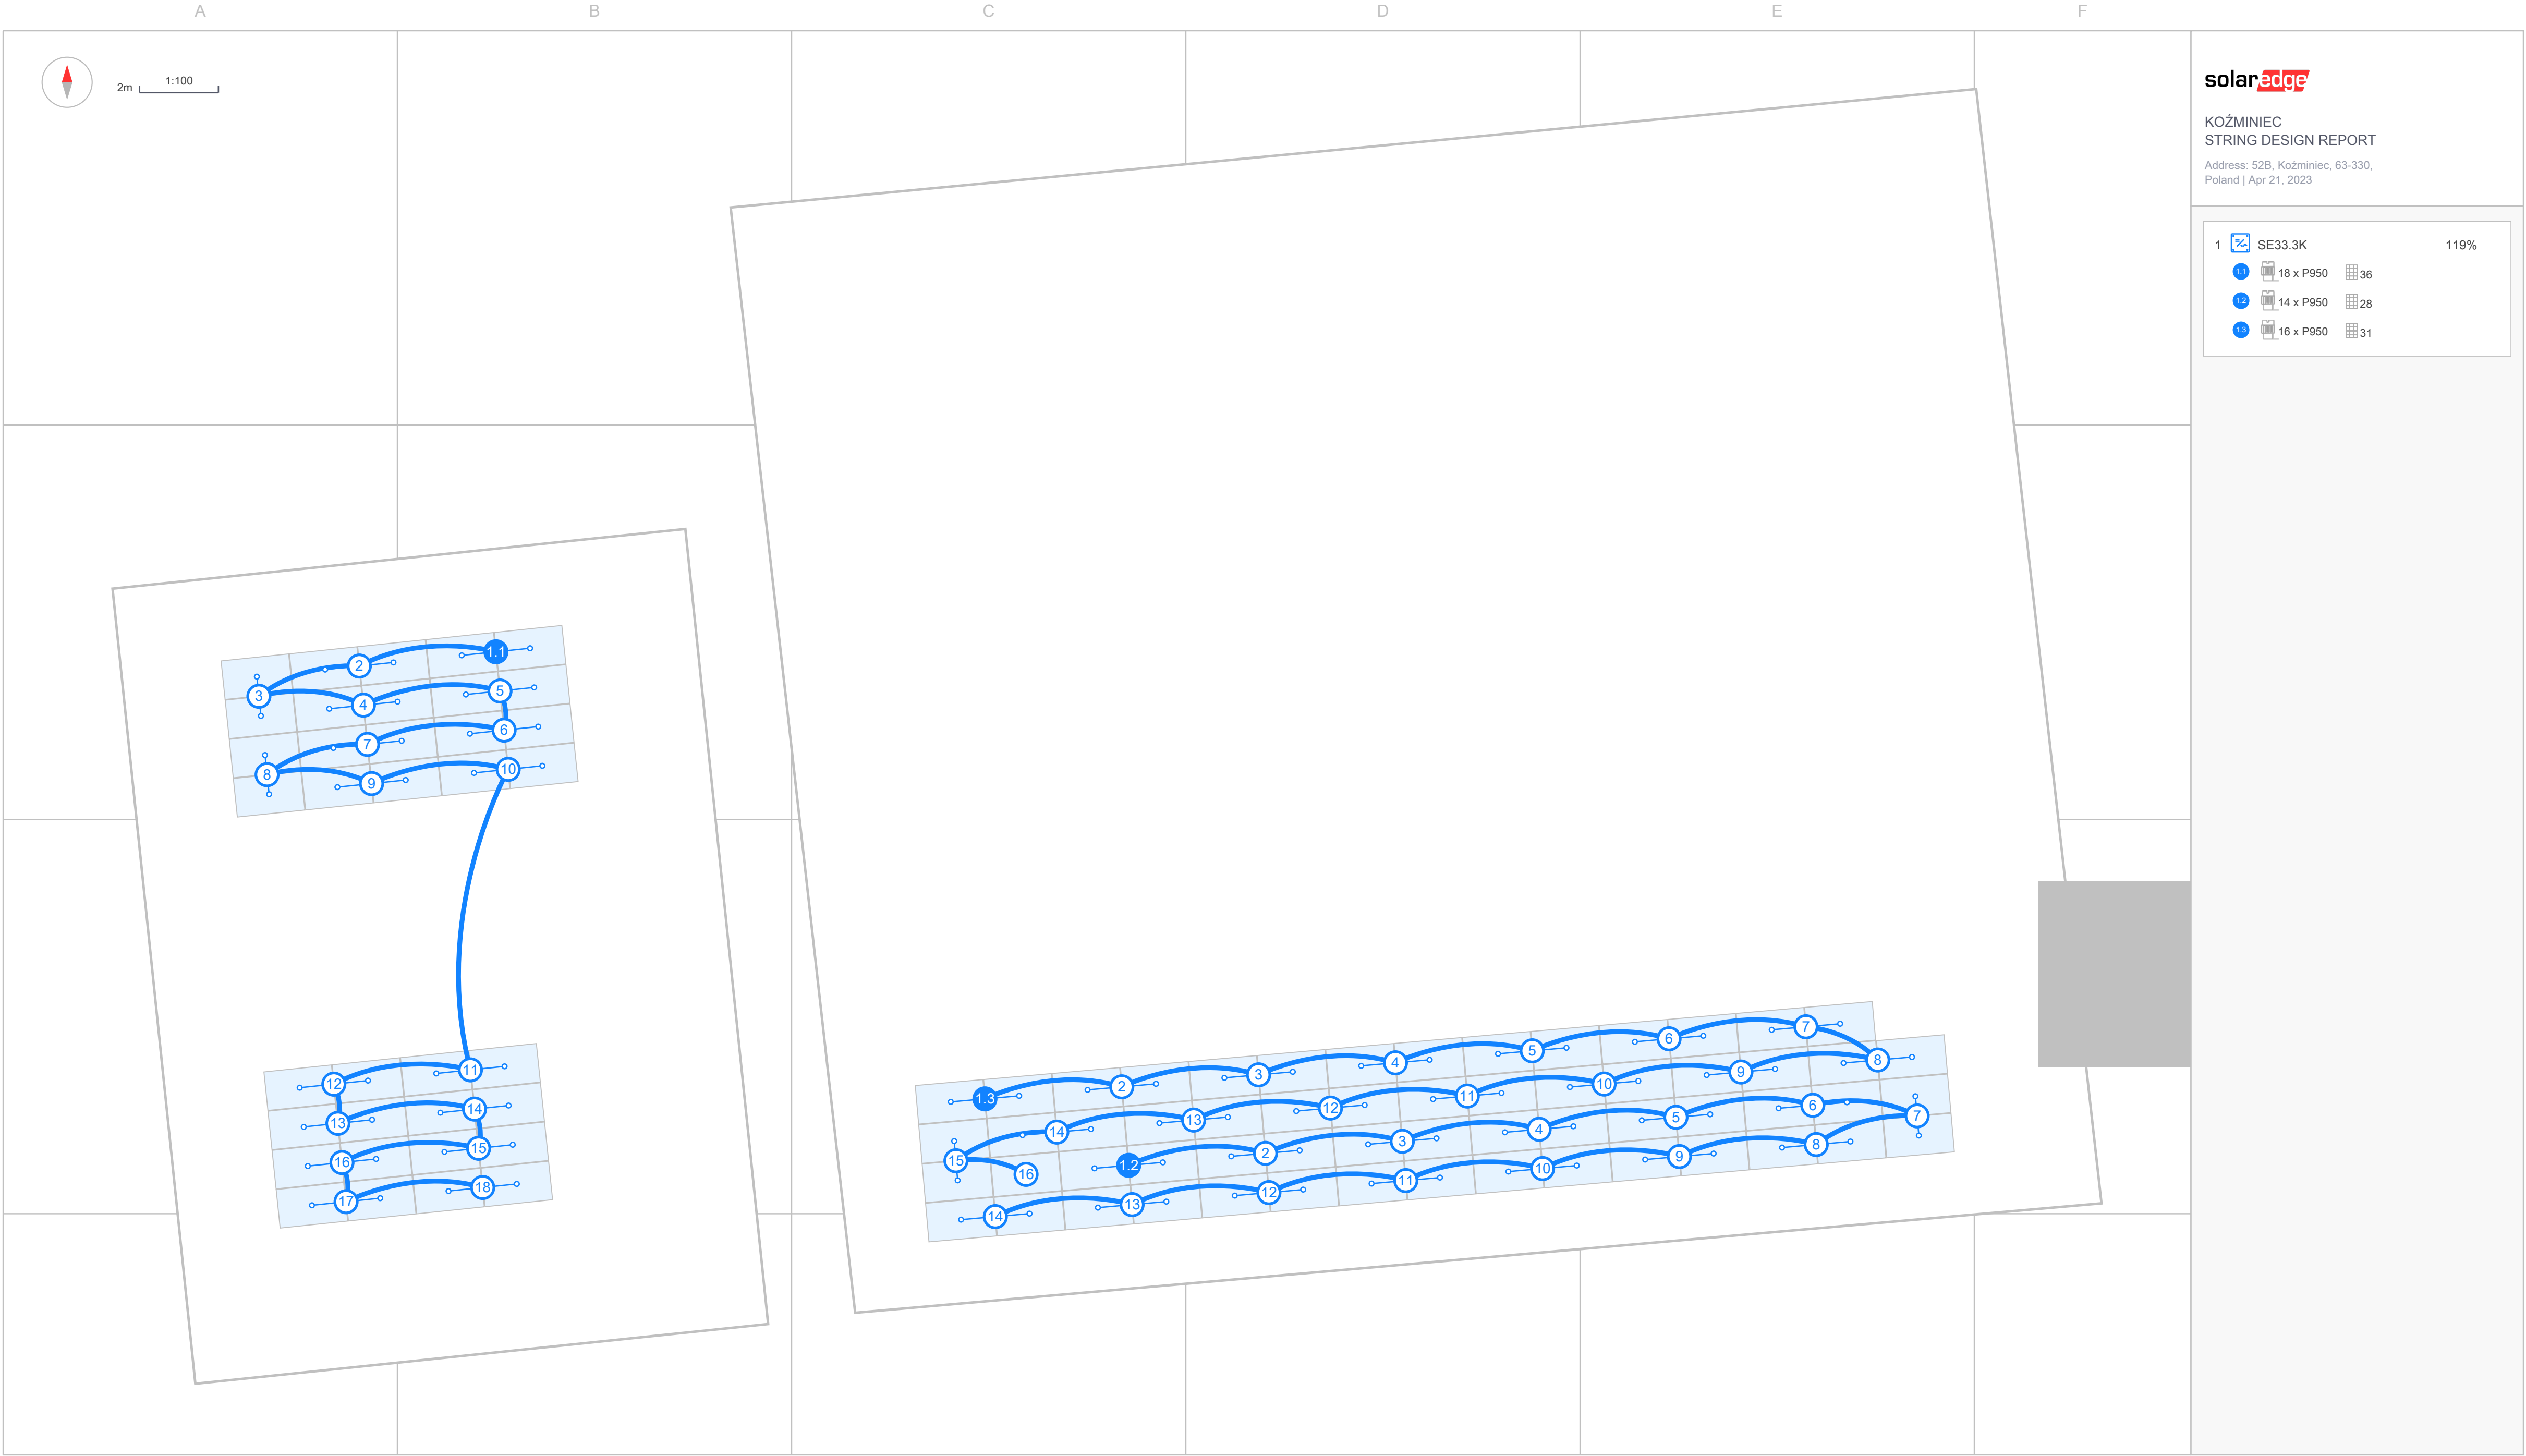 A B C D E F
2m 1:100
solaredge
KOŹMINIEC
STRING DESIGN REPORT
Address: 52B, Koźminiec, 63-330,
Poland | Apr 21, 2023
1 SE33.3K 119%
1.1 18 x P950 36
1.2 14 x P950 28
1.3 16 x P950 31
2 1.1
3 4 5
7 6
8 9 10
12 11
13 14
16 15
17 18
1.3 2 3 4 5 6 7
14 13 12 11 10 9 8
15 16 1.2 2 3 4 5 6 7
14 13 12 11 10 9 8